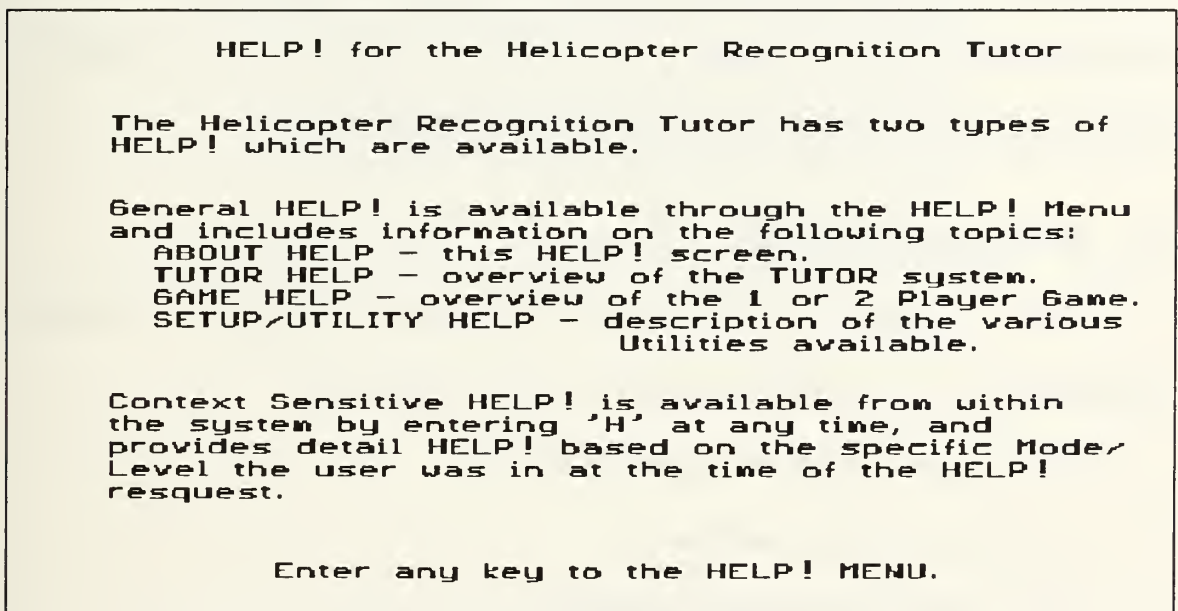 HELP! for the Helicopter Recognition Tutor
The Helicopter Recognition Tutor has two types of
HELP! which are available.
General HELP! is available through the HELP! Menu
and includes information on the following topics:
ABOUT HELP – this HELP! screen.
TUTOR HELP – overview of the TUTOR system.
GAME HELP – overview of the 1 or 2 Player Game.
SETUP/UTILITY HELP – description of the various
Utilities available.
Context Sensitive HELP! is available from within
the system by entering 'H' at any time, and
provides detail HELP! based on the specific Mode/
Level the user was in at the time of the HELP!
resquest.
Enter any key to the HELP! MENU.